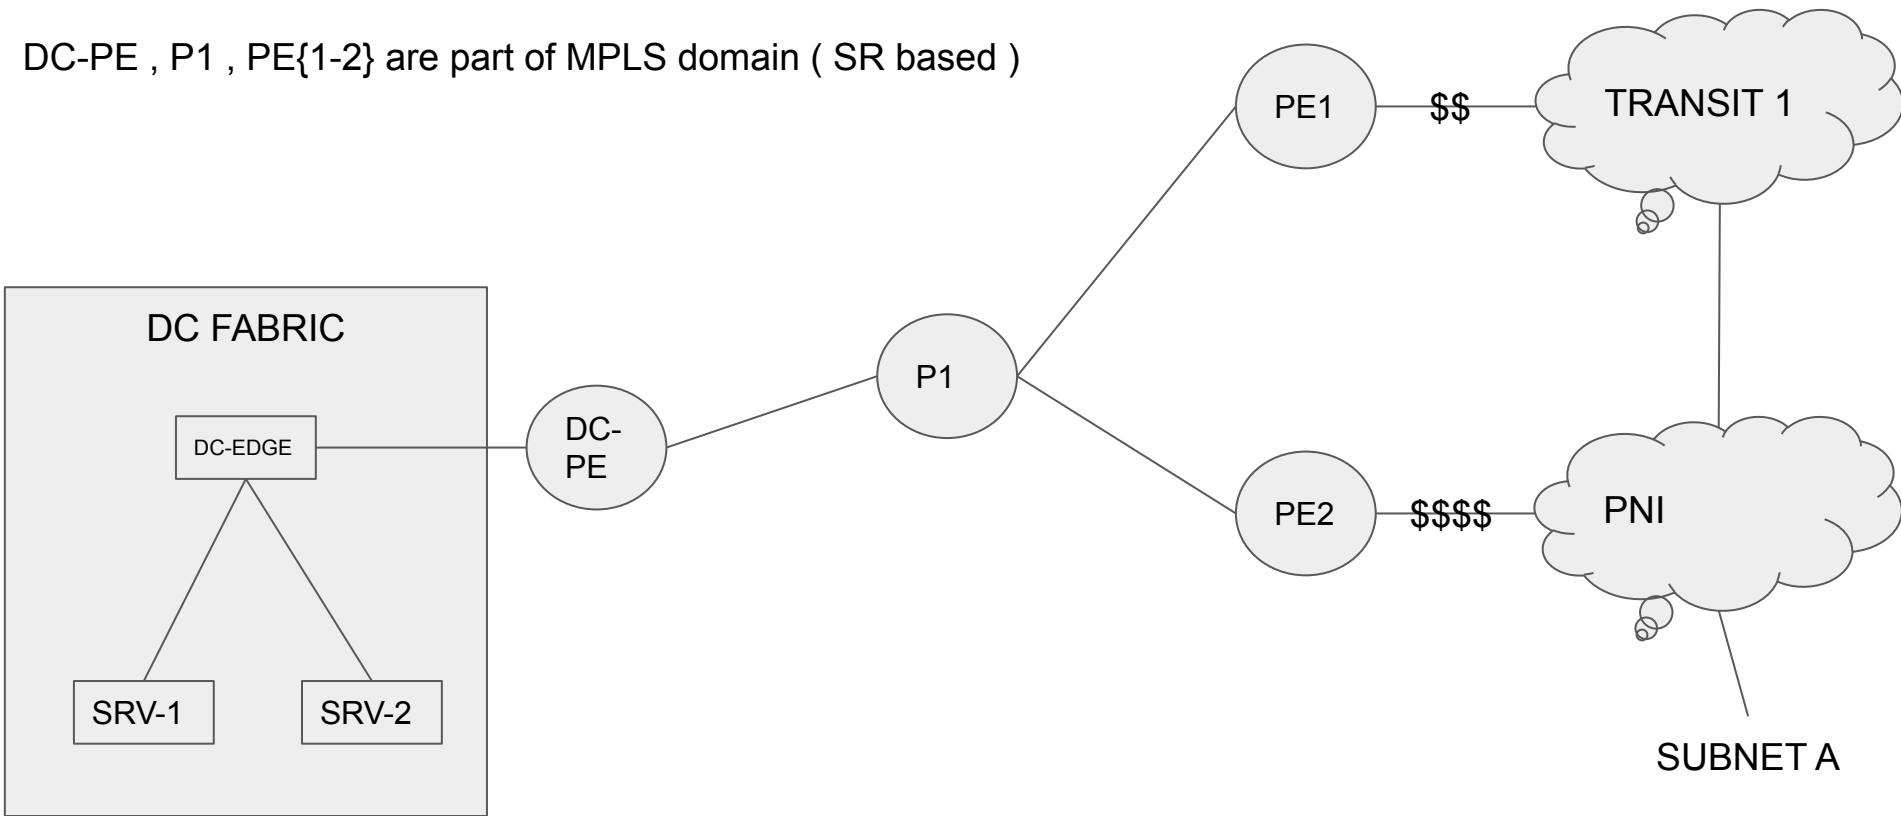 DC-PE , P1 , PE{1-2} are part of MPLS domain ( SR based )
PE1
$$
TRANSIT 1
DC FABRIC
P1
DC-EDGE
DC-
PE
PE2
$$$$
PNI
SRV-1
SRV-2
SUBNET A